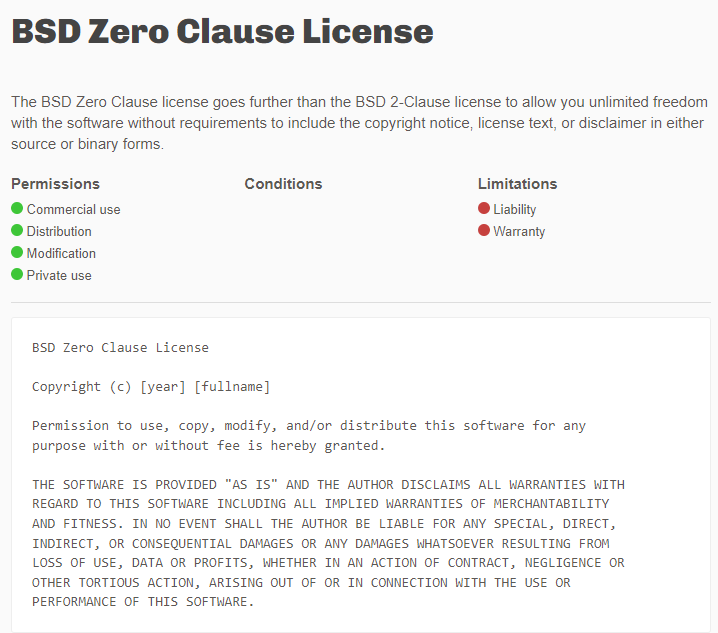 BSD Zero Clause License
The BSD Zero Clause license goes further than the BSD 2-Clause license to allow you unlimited freedom
with the software without requirements to include the copyright notice, license text, or disclaimer in either
source or binary forms.
Permissions
Commercial use
Distribution
Modification
Private use
Conditions
Limitations
Liability
Warranty
BSD Zero Clause License
Copyright (c) [year] [fullname]
Permission to use, copy, modify, and/or distribute this software for any
purpose with or without fee is hereby granted.
THE SOFTWARE IS PROVIDED "AS IS" AND THE AUTHOR DISCLAIMS ALL WARRANTIES WITH
REGARD TO THIS SOFTWARE INCLUDING ALL IMPLIED WARRANTIES OF MERCHANTABILITY
AND FITNESS. IN NO EVENT SHALL THE AUTHOR BE LIABLE FOR ANY SPECIAL, DIRECT,
INDIRECT, OR CONSEQUENTIAL DAMAGES OR ANY DAMAGES WHATSOEVER RESULTING FROM
LOSS OF USE, DATA OR PROFITS, WHETHER IN AN ACTION OF CONTRACT, NEGLIGENCE OR
OTHER TORTIOUS ACTION, ARISING OUT OF OR IN CONNECTION WITH THE USE OR
PERFORMANCE OF THIS SOFTWARE.